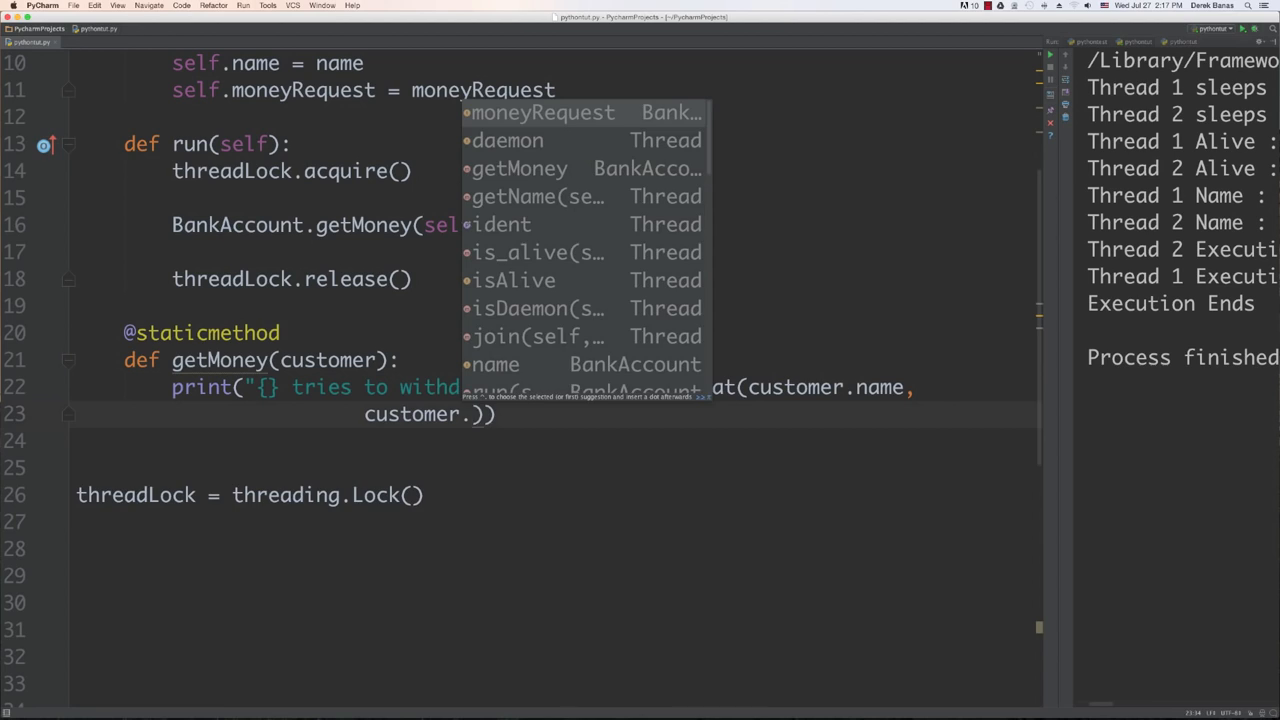 PyCharm File Edit View Navigate Code Refactor Run Tools VCS Window Help
10 Wed Jul 27 2:17 PM Derek Banas
pythontut.py - PycharmProjects - [~/PycharmProjects]
PycharmProjects pythontut.py pythontut
pythontut.py Run pythontut pythontut pythontut
10 self.name = name
11 self.moneyRequest = moneyRequest
12
13 def run(self):
14 threadLock.acquire()
15
16 BankAccount.getMoney(sel
17
18 threadLock.release()
19
20 @staticmethod
21 def getMoney(customer):
22 print("{} tries to withd at(customer.name,
23 customer.))
24
25
26 threadLock = threading.Lock()
27
28
29
30
31
32
33
moneyRequest Bank…
daemon Thread
getMoney BankAcco…
getName(se… Thread
ident Thread
is_alive(s… Thread
isAlive Thread
isDaemon(s… Thread
join(self,… Thread
name BankAccount
run(s BankAccount
Press ^. to choose the selected (or first) suggestion and insert a dot afterwards >>
/Library/Framewo
Thread 1 sleeps
Thread 2 sleeps
Thread 1 Alive :
Thread 2 Alive :
Thread 1 Name :
Thread 2 Name :
Thread 2 Executi
Thread 1 Executi
Execution Ends
Process finished
23:34 LF÷ UTF-8÷